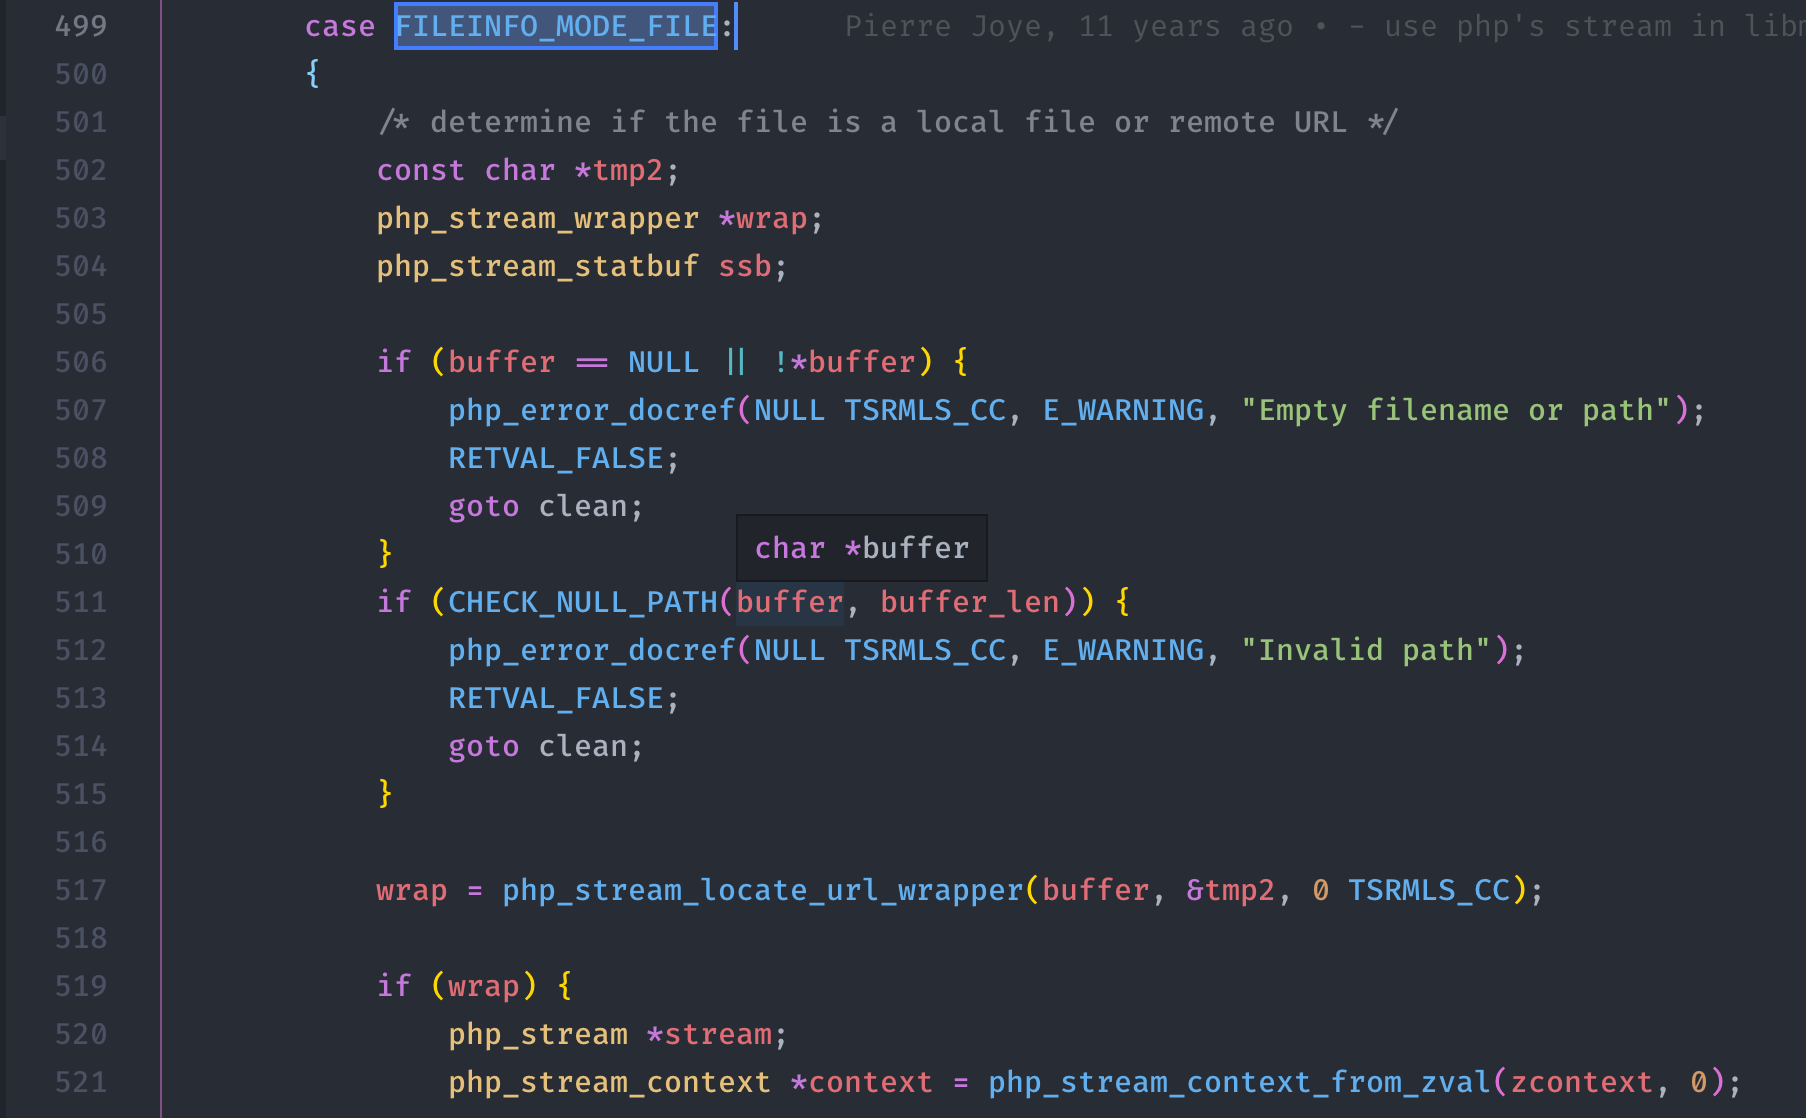 499 case FILEINFO_MODE_FILE: Pierre Joye, 11 years ago • - use php's stream in
500 {
501 /* determine if the file is a local file or remote URL */
502 const char *tmp2;
503 php_stream_wrapper *wrap;
504 php_stream_statbuf ssb;
505
506 if (buffer == NULL || !*buffer) {
507 php_error_docref(NULL TSRMLS_CC, E_WARNING, "Empty filename or path");
508 RETVAL_FALSE;
509 goto clean;
510 }
char *buffer
511 if (CHECK_NULL_PATH(buffer, buffer_len)) {
512 php_error_docref(NULL TSRMLS_CC, E_WARNING, "Invalid path");
513 RETVAL_FALSE;
514 goto clean;
515 }
516
517 wrap = php_stream_locate_url_wrapper(buffer, &tmp2, 0 TSRMLS_CC);
518
519 if (wrap) {
520 php_stream *stream;
521 php_stream_context *context = php_stream_context_from_zval(zcontext, 0);